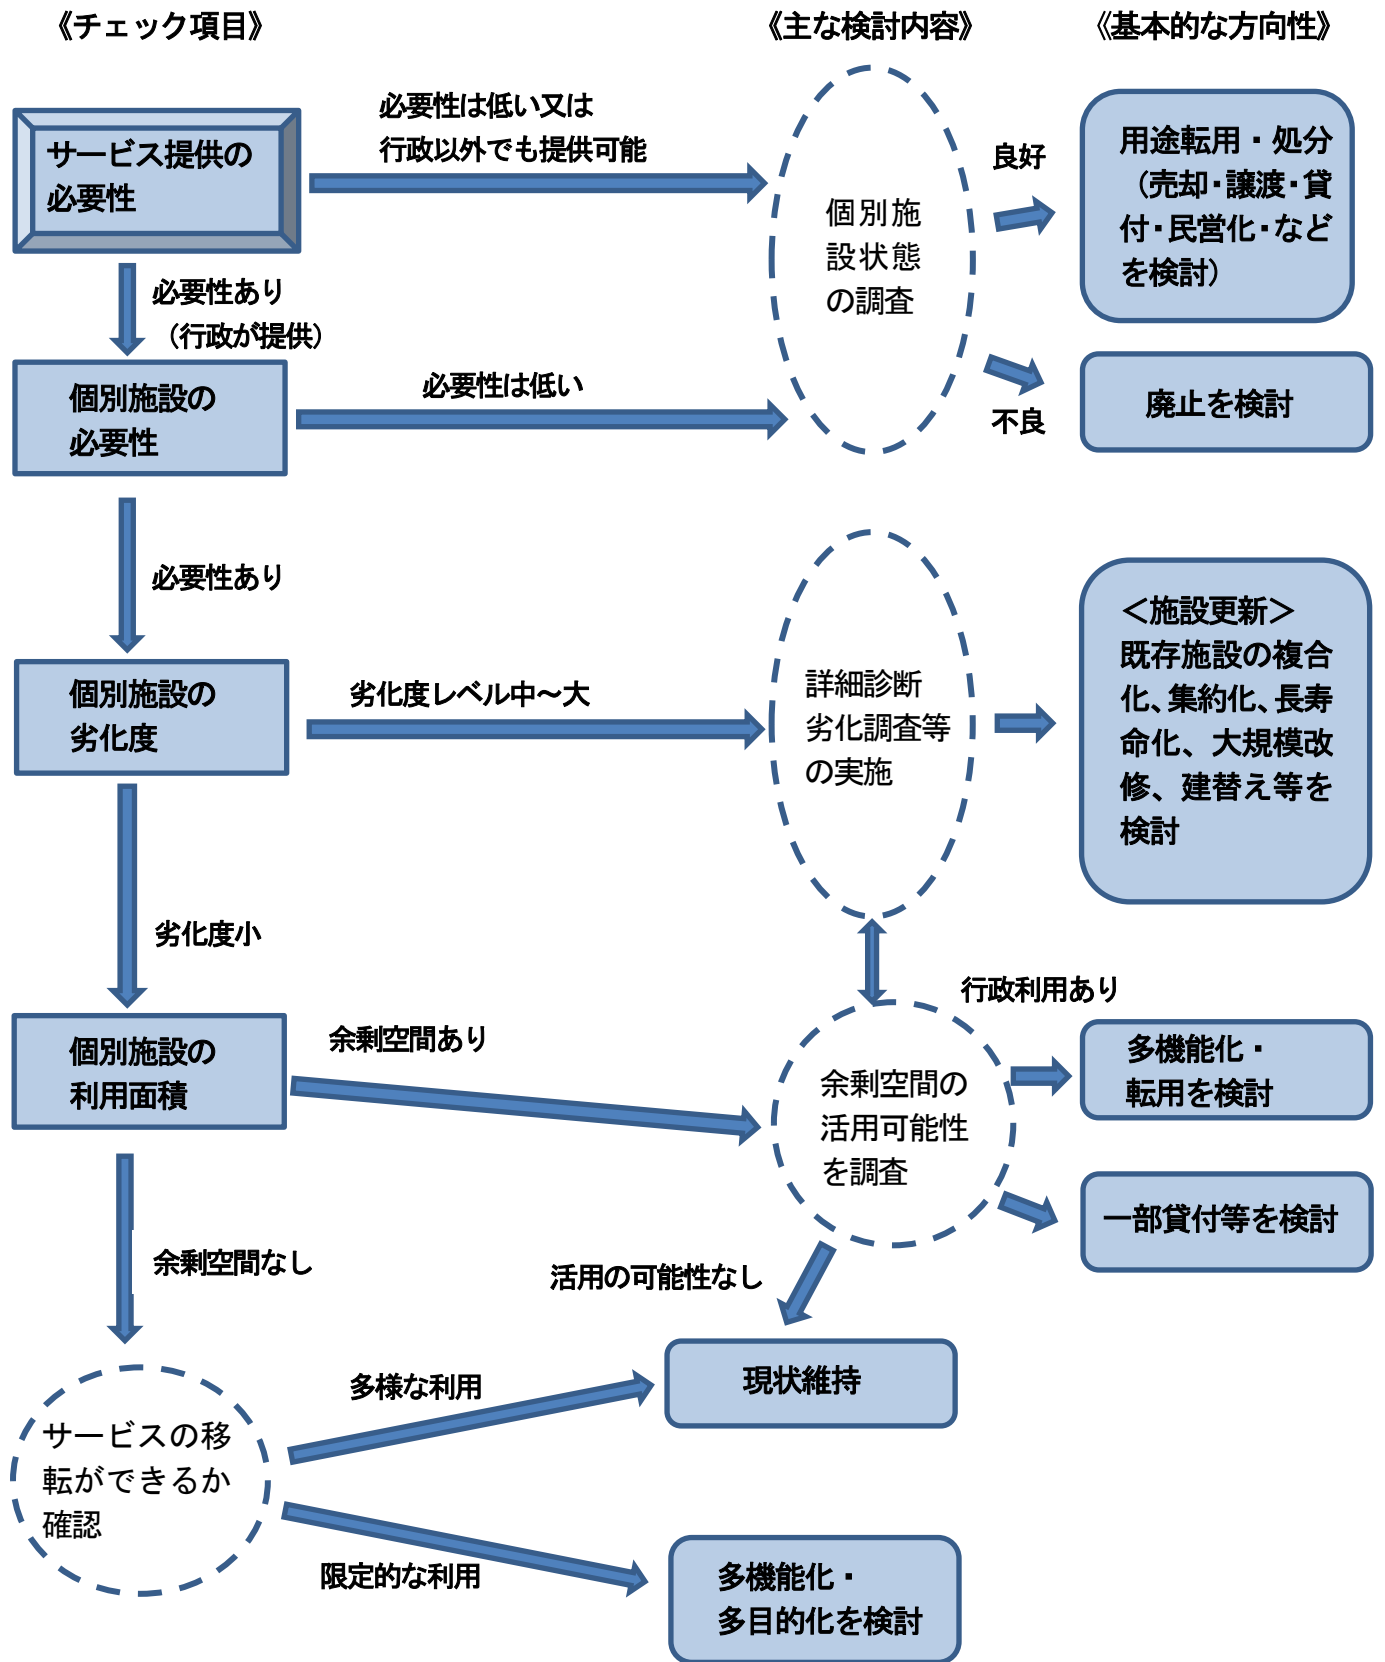 《チェック項目》
《主な検討内容》
《基本的な方向性》
サービス提供の
必要性
必要性は低い又は
行政以外でも提供可能
個別施
設状態
の調査
良好
用途転用・処分
（売却・譲渡・貸
付・民営化・など
を検討）
必要性あり
（行政が提供）
個別施設の
必要性
必要性は低い
不良
廃止を検討
必要性あり
個別施設の
劣化度
劣化度レベル中～大
詳細診断
劣化調査等
の実施
＜施設更新＞
既存施設の複合
化、集約化、長寿
命化、大規模改
修、建替え等を
検討
劣化度小
個別施設の
利用面積
余剰空間あり
余剰空間の
活用可能性
を調査
行政利用あり
多機能化・
転用を検討
一部貸付等を検討
余剰空間なし
活用の可能性なし
現状維持
サービスの移
転ができるか
確認
多様な利用
限定的な利用
多機能化・
多目的化を検討